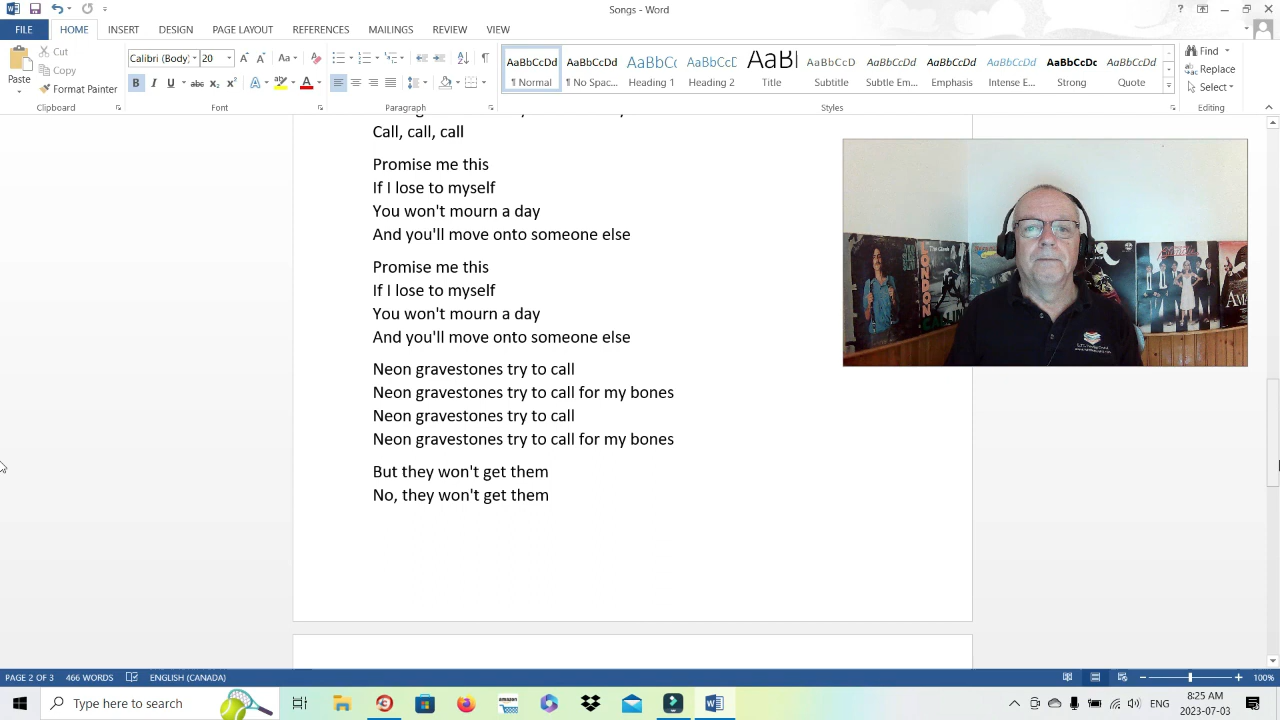 Songs - Word
FILE HOME INSERT DESIGN PAGE LAYOUT REFERENCES MAILINGS REVIEW VIEW
Paste
Cut
Copy
Format Painter
Clipboard
Calibri (Body) 20
Font
Paragraph
AaBbCcDd AaBbCcDd AaBbCc AaBbCcD AaBl AaBbCcD AaBbCcDd AaBbCcDd AaBbCcDd AaBbCcDc AaBbCcDd
¶ Normal ¶ No Spac... Heading 1 Heading 2 Title Subtitle Subtle Em... Emphasis Intense E... Strong Quote
Styles
Find
Replace
Select
Editing
Call, call, call
Promise me this
If I lose to myself
You won't mourn a day
And you'll move onto someone else
Promise me this
If I lose to myself
You won't mourn a day
And you'll move onto someone else
Neon gravestones try to call
Neon gravestones try to call for my bones
Neon gravestones try to call
Neon gravestones try to call for my bones
But they won't get them
No, they won't get them
LONDON
CALLING
PAGE 2 OF 3 466 WORDS ENGLISH (CANADA) 100%
Type here to search
amazon
ENG
8:25 AM
2023-07-03